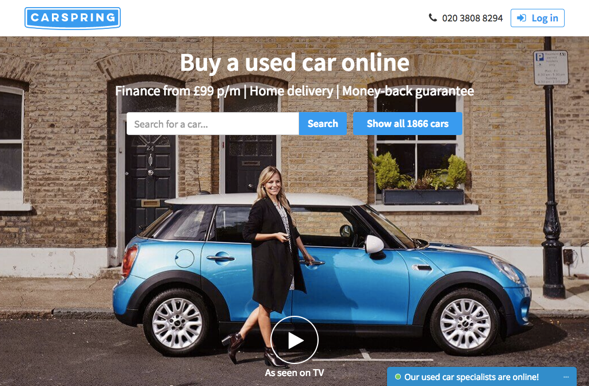 CARSPRING
020 3808 8294
Log in
Buy a used car online
Finance from £99 p/m | Home delivery | Money-back guarantee
Search for a car...
Search
Show all 1866 cars
As seen on TV
Our used car specialists are online!